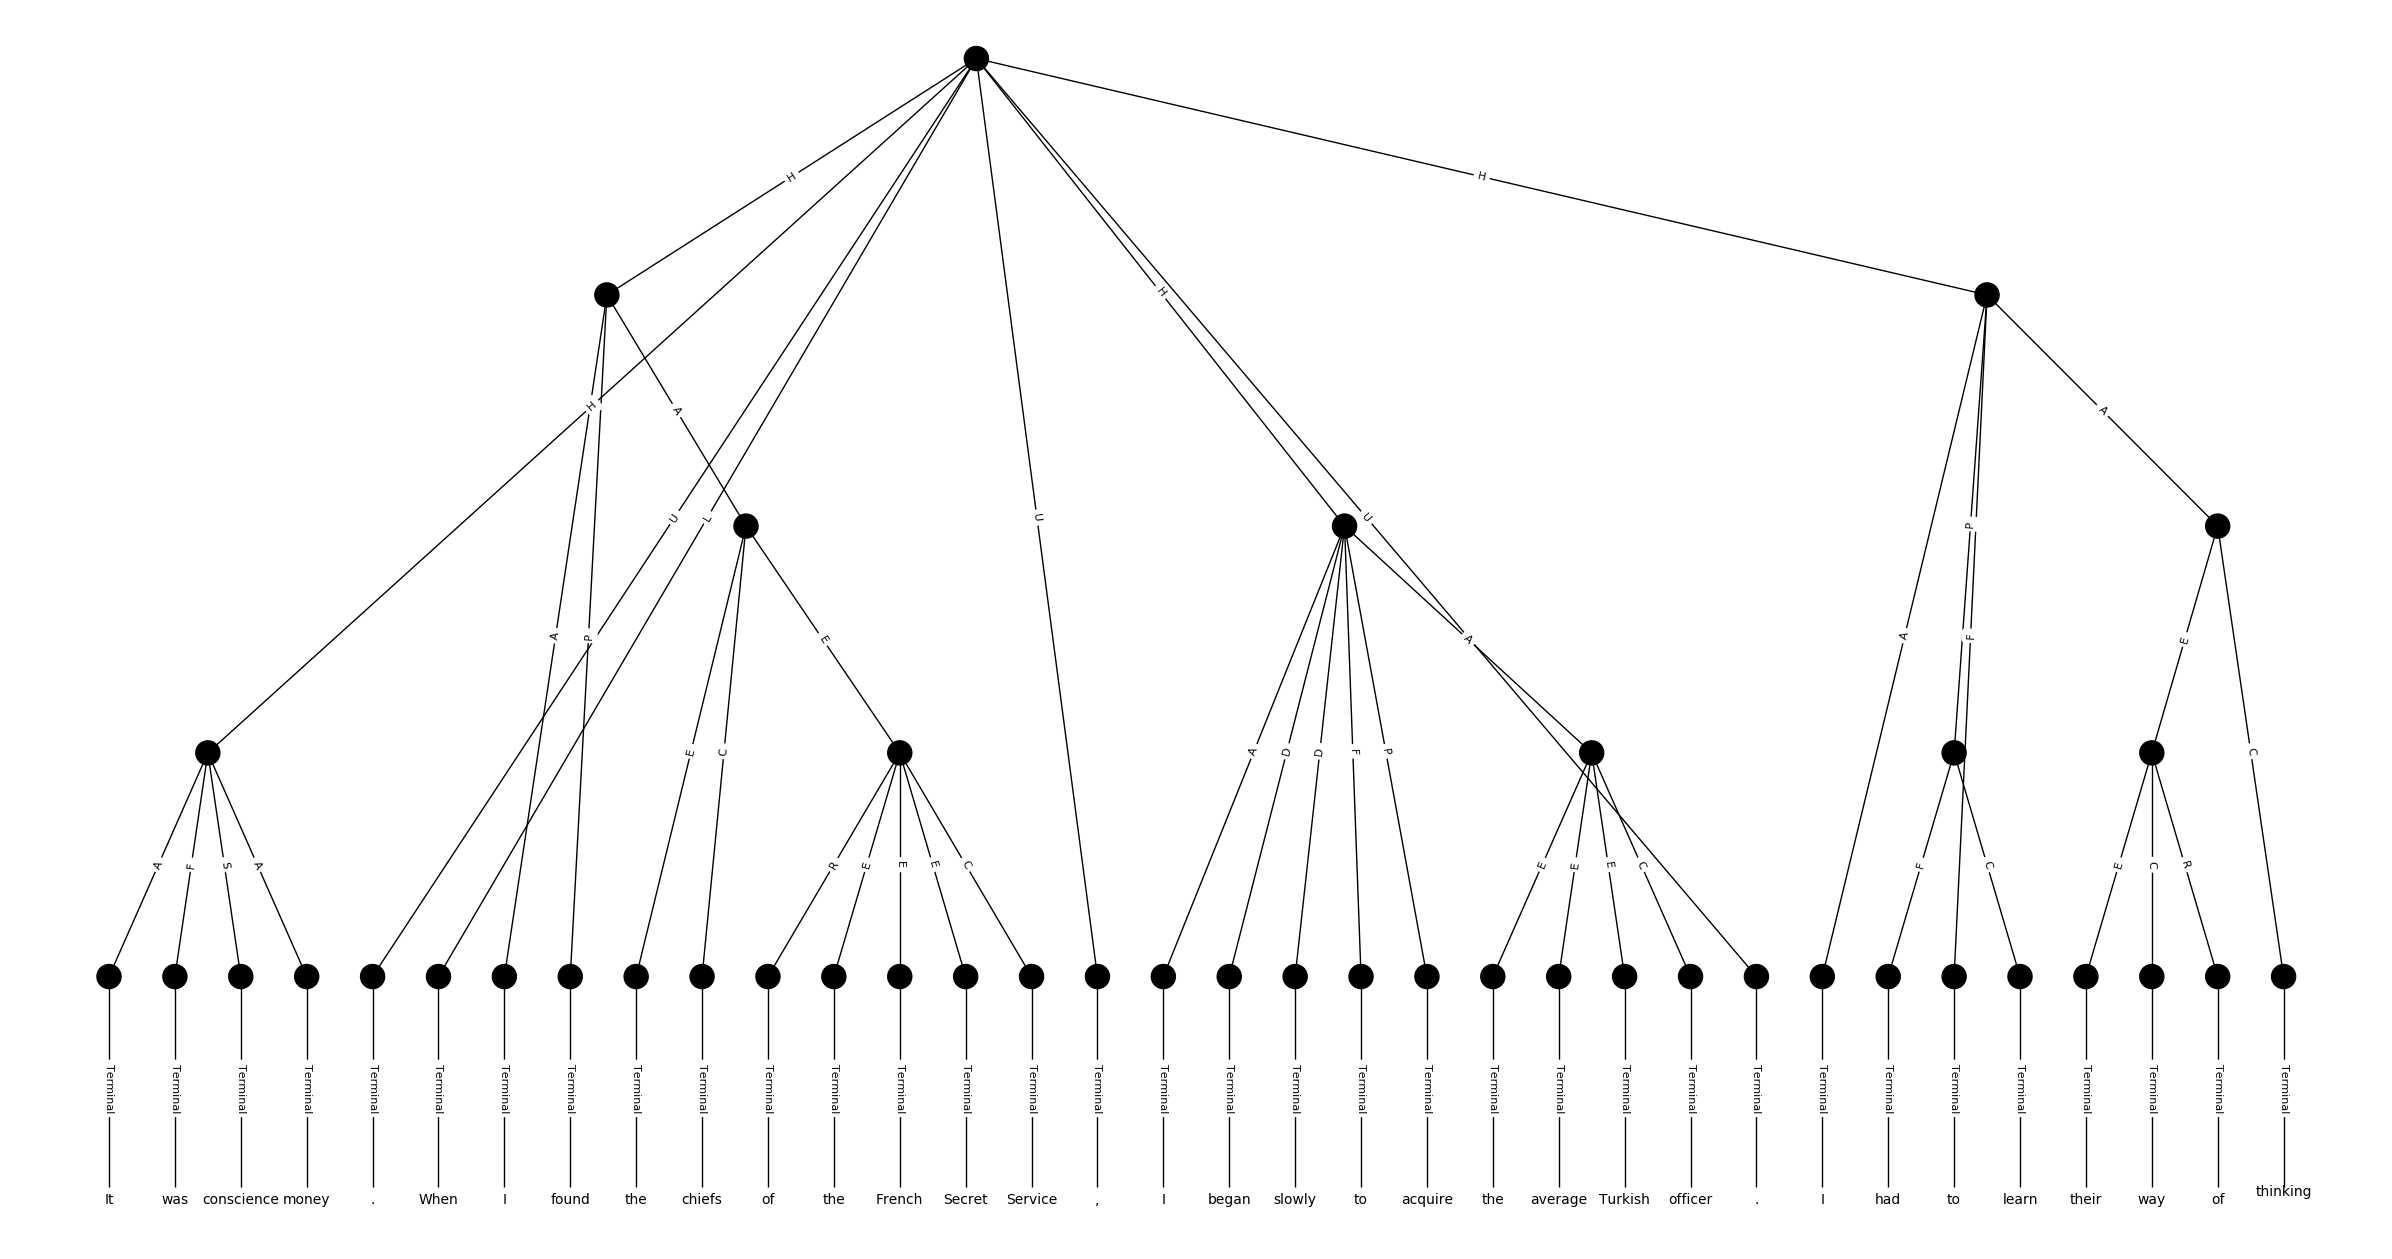 H
H
H
H
A
U
L
U
U
P
A
A
P
A
A
F
E
E
E
C
A
D
D
F
P
C
A
F
S
A
R
E
E
E
C
E
E
E
C
F
C
E
C
R
Terminal Terminal Terminal Terminal Terminal Terminal Terminal Terminal Terminal Terminal Terminal Terminal Terminal Terminal Terminal Terminal Terminal Terminal Terminal Terminal Terminal Terminal Terminal Terminal Terminal Terminal Terminal Terminal Terminal Terminal Terminal Terminal Terminal Terminal
It was conscience money . When I found the chiefs of the French Secret Service , I began slowly to acquire the average Turkish officer . I had to learn their way of thinking